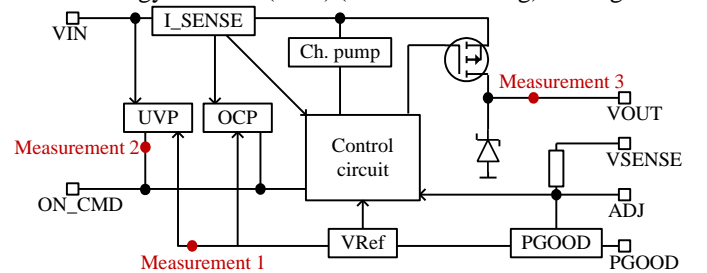 VIN
I_SENSE
Ch. pump
Measurement 3
VOUT
UVP
OCP
Measurement 2
Control
circuit
VSENSE
ON_CMD
ADJ
VRef
PGOOD
Measurement 1
PGOOD